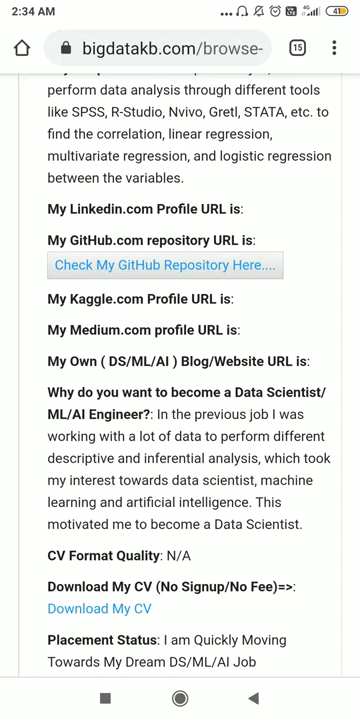 2:34 AM
4G
41
bigdatakb.com/browse-
15
perform data analysis through different tools
like SPSS, R-Studio, Nvivo, Gretl, STATA, etc. to
find the correlation, linear regression,
multivariate regression, and logistic regression
between the variables.
My Linkedin.com Profile URL is:
My GitHub.com repository URL is:
Check My GitHub Repository Here....
My Kaggle.com Profile URL is:
My Medium.com profile URL is:
My Own ( DS/ML/AI ) Blog/Website URL is:
Why do you want to become a Data Scientist/
ML/AI Engineer?: In the previous job I was
working with a lot of data to perform different
descriptive and inferential analysis, which took
my interest towards data scientist, machine
learning and artificial intelligence. This
motivated me to become a Data Scientist.
CV Format Quality: N/A
Download My CV (No Signup/No Fee)=>:
Download My CV
Placement Status: I am Quickly Moving
Towards My Dream DS/ML/AI Job